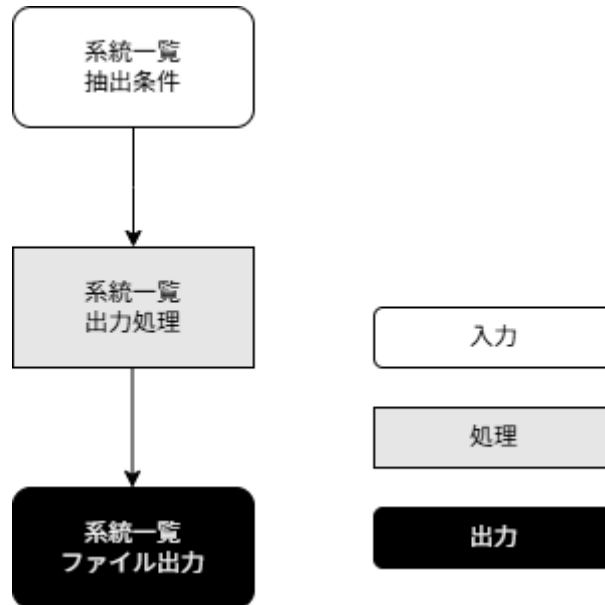 系統一覧
抽出条件
系統一覧
出力処理
系統一覧
ファイル出力
入力
処理
出力